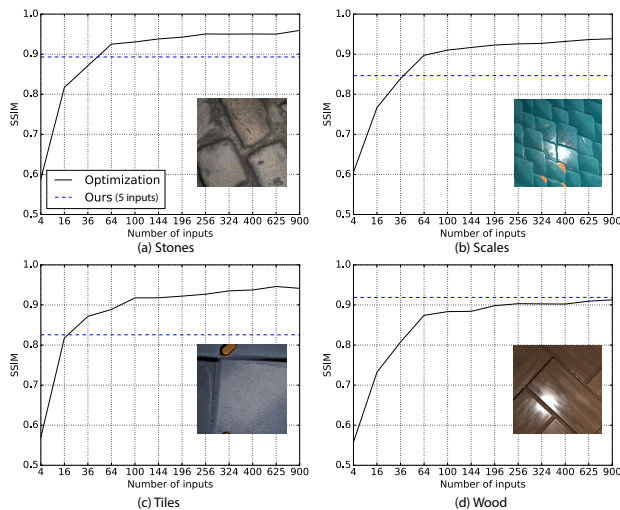 1.0
0.9
0.8
0.7
0.6
0.5
SSIM
Optimization
Ours (5 inputs)
4 16 36 64 100 144 196 256 324 400 625 900
Number of inputs
(a) Stones
1.0
0.9
0.8
0.7
0.6
0.5
SSIM
4 16 36 64 100 144 196 256 324 400 625 900
Number of inputs
(b) Scales
1.0
0.9
0.8
0.7
0.6
0.5
SSIM
4 16 36 64 100 144 196 256 324 400 625 900
Number of inputs
(c) Tiles
1.0
0.9
0.8
0.7
0.6
0.5
SSIM
4 16 36 64 100 144 196 256 324 400 625 900
Number of inputs
(d) Wood